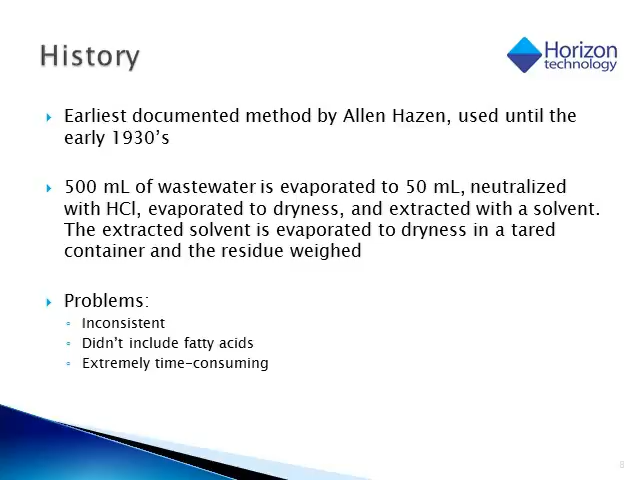 History
Horizon
technology
Earliest documented method by Allen Hazen, used until the
early 1930’s
500 mL of wastewater is evaporated to 50 mL, neutralized
with HCl, evaporated to dryness, and extracted with a solvent.
The extracted solvent is evaporated to dryness in a tared
container and the residue weighed
Problems:
Inconsistent
Didn’t include fatty acids
Extremely time-consuming
8